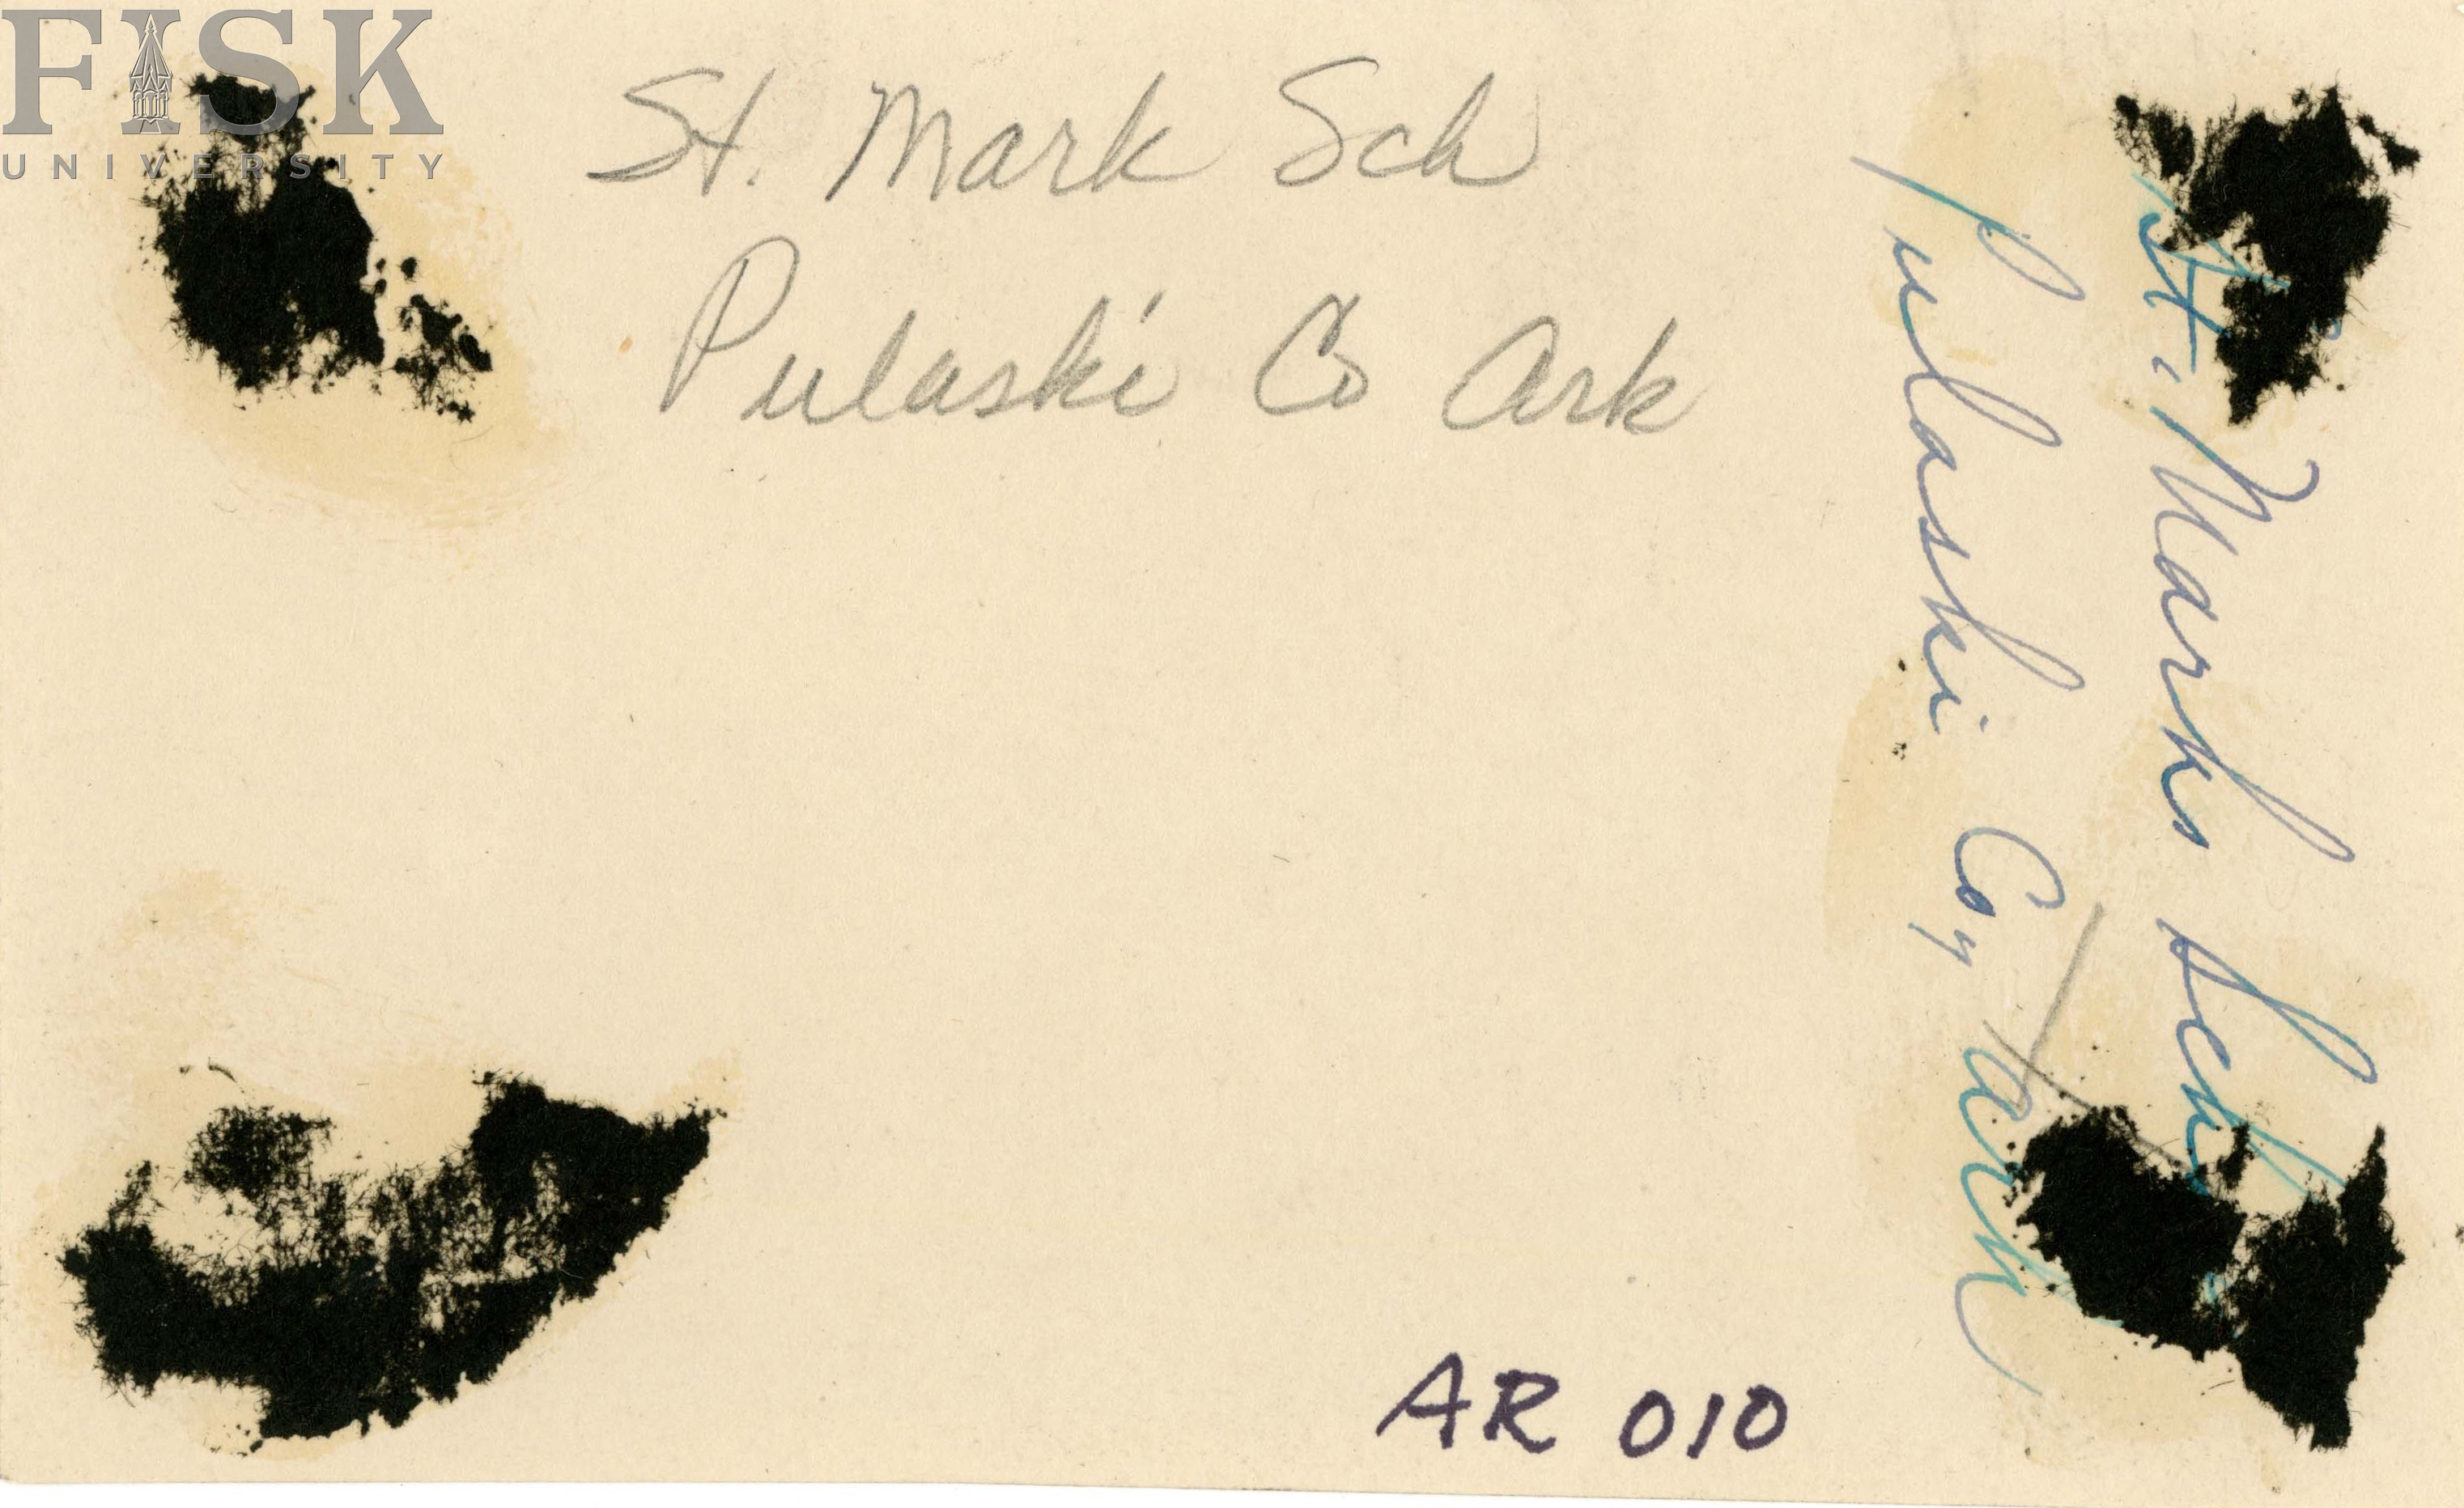 FISK
UNIVERSITY
St. Mark Sch
Pulaski Co Ark
St. Marks Sch.
Pulaski Co, Ark
AR 010